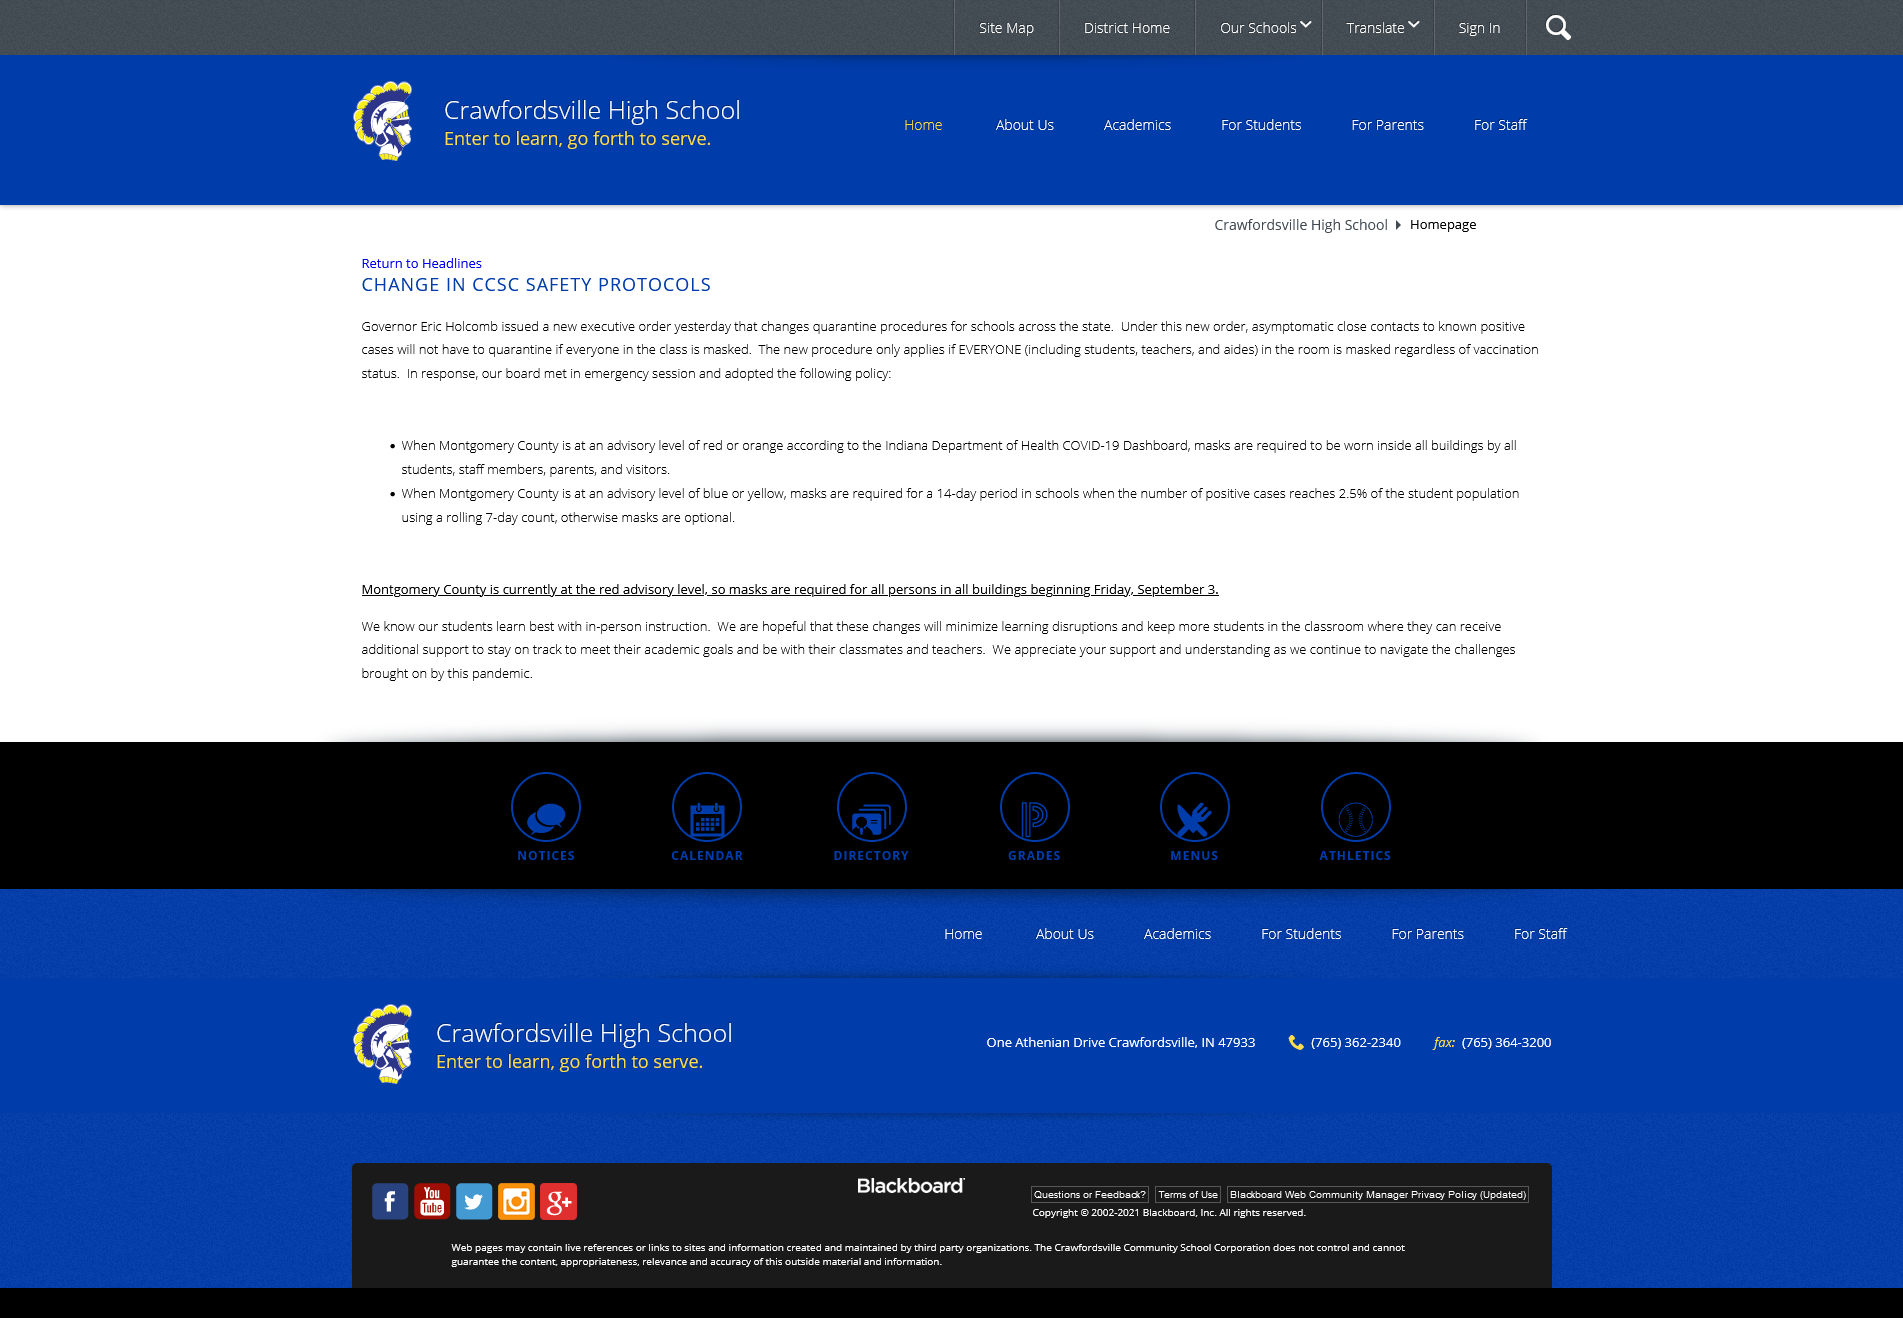 Site Map
District Home
Our Schools
Translate
Sign In
Crawfordsville High School
Enter to learn, go forth to serve.
Home
About Us
Academics
For Students
For Parents
For Staff
Crawfordsville High School
Homepage
Return to Headlines
CHANGE IN CCSC SAFETY PROTOCOLS
Governor Eric Holcomb issued a new executive order yesterday that changes quarantine procedures for schools across the state.  Under this new order, asymptomatic close contacts to known positive
cases will not have to quarantine if everyone in the class is masked.  The new procedure only applies if EVERYONE (including students, teachers, and aides) in the room is masked regardless of vaccination
status.  In response, our board met in emergency session and adopted the following policy:
• When Montgomery County is at an advisory level of red or orange according to the Indiana Department of Health COVID-19 Dashboard, masks are required to be worn inside all buildings by all
students, staff members, parents, and visitors.
• When Montgomery County is at an advisory level of blue or yellow, masks are required for a 14-day period in schools when the number of positive cases reaches 2.5% of the student population
using a rolling 7-day count, otherwise masks are optional.
Montgomery County is currently at the red advisory level, so masks are required for all persons in all buildings beginning Friday, September 3.
We know our students learn best with in-person instruction.  We are hopeful that these changes will minimize learning disruptions and keep more students in the classroom where they can receive
additional support to stay on track to meet their academic goals and be with their classmates and teachers.  We appreciate your support and understanding as we continue to navigate the challenges
brought on by this pandemic.
NOTICES
CALENDAR
DIRECTORY
GRADES
MENUS
ATHLETICS
Home
About Us
Academics
For Students
For Parents
For Staff
Crawfordsville High School
Enter to learn, go forth to serve.
One Athenian Drive Crawfordsville, IN 47933
(765) 362-2340
fax: (765) 364-3200
f
You
Tube
g+
Blackboard
Questions or Feedback?
Terms of Use
Blackboard Web Community Manager Privacy Policy (Updated)
Copyright © 2002-2021 Blackboard, Inc. All rights reserved.
Web pages may contain live references or links to sites and information created and maintained by third party organizations. The Crawfordsville Community School Corporation does not control and cannot
guarantee the content, appropriateness, relevance and accuracy of this outside material and information.